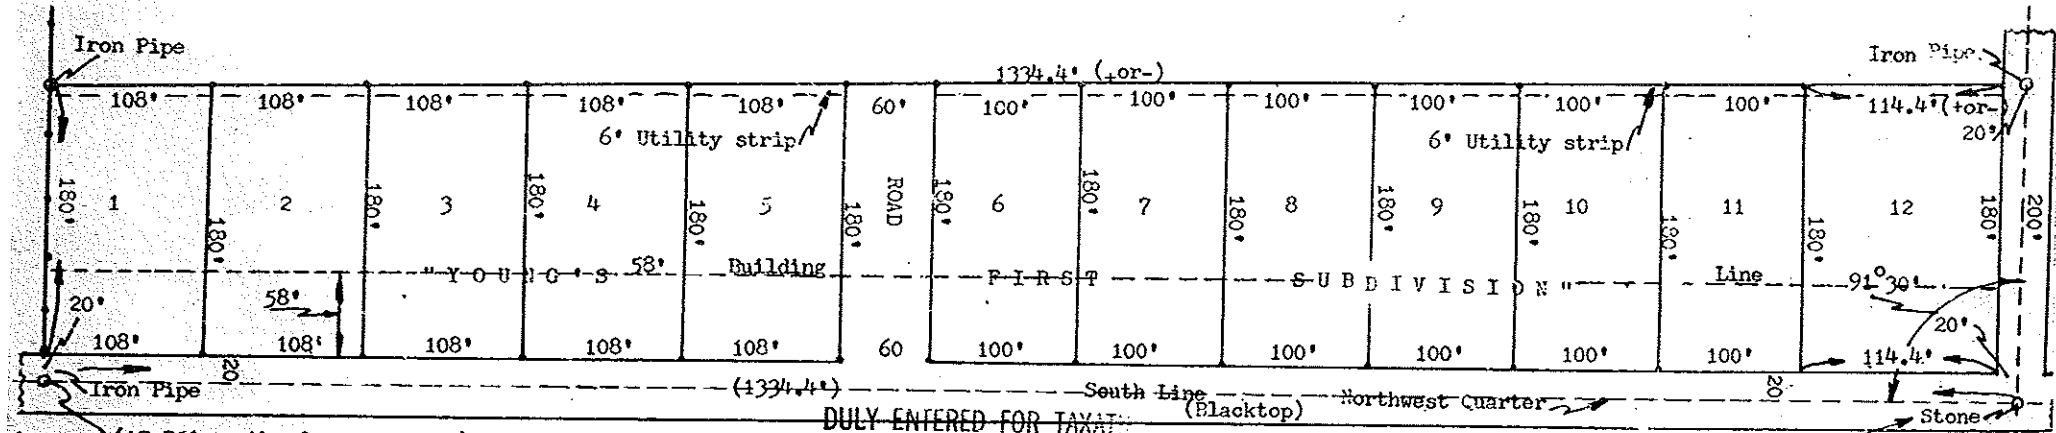 Iron Pipe
1334.4' (+or-)
Iron Pipe
108' 108' 108' 108' 108' 60' 100' 100' 100' 100' 100' 100' 114.4' (+or-
6' Utility strip
6' Utility strip
20'
180' 1 180' 2 180' 3 4 180' 5 180' ROAD 180' 6 180' 7 180' 8 180' 9 180' 10 180' 11 180' 12 180' 200'
"YOUNG'S 58' Building FIRST SUBDIVISION" Line 91°30'
58'
20'
20'
108' 108' 108' 108' 108' 60 100' 100' 100' 100' 100' 100' 114.4'
20
20
Iron Pipe
(1334.4')
South Line
Northwest Quarter
(Blacktop)
Stone
DULY ENTERED FOR TAXAT